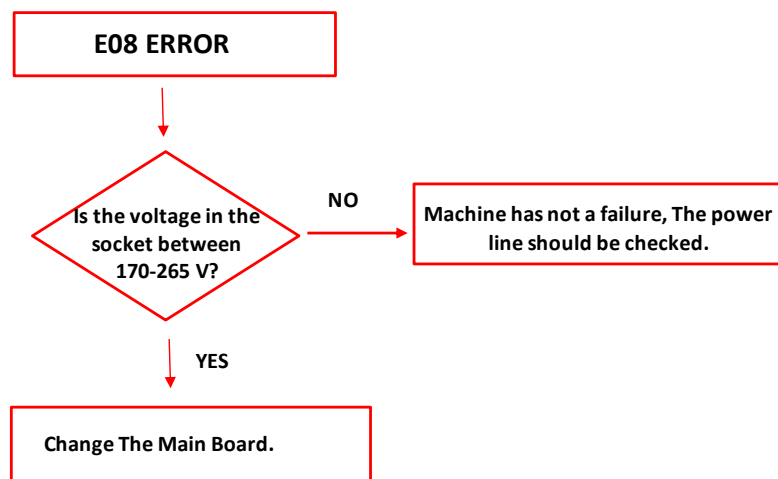 E08 ERROR
Is the voltage in the
socket between
170-265 V?
NO
Machine has not a failure, The power
line should be checked.
YES
Change The Main Board.